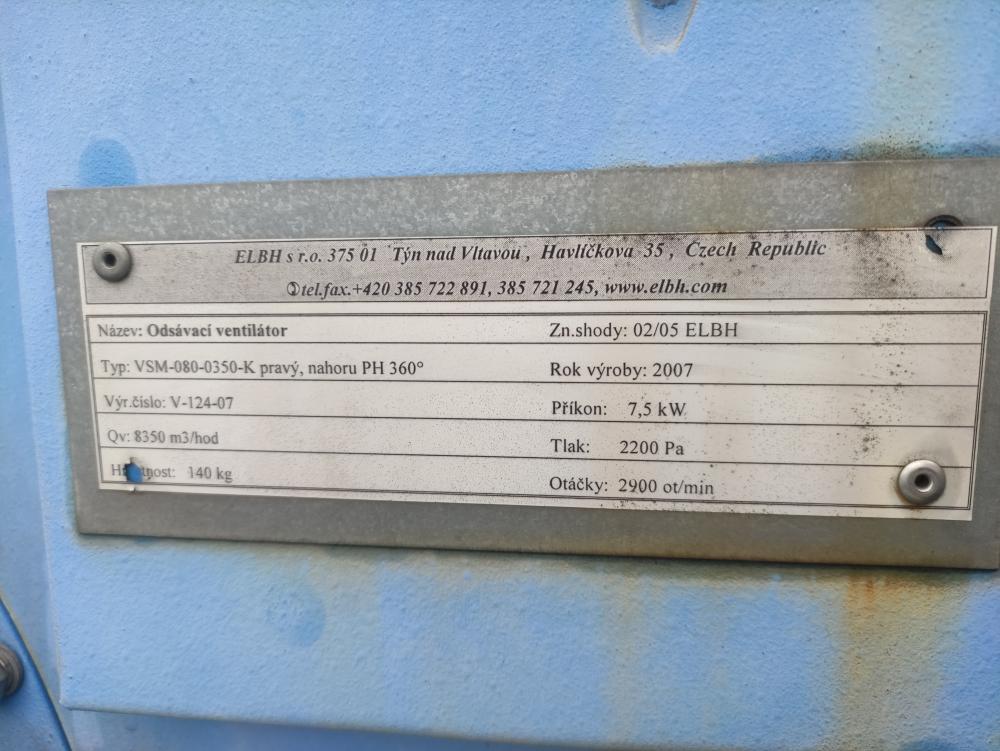 ELBH s r.o. 375 01 Týn nad Vltavou , Havlíčkova 35 , Czech Republic
✆tel.fax.+420 385 722 891, 385 721 245, www.elbh.com
Název: Odsávací ventilátor
Zn.shody: 02/05 ELBH
Typ: VSM-080-0350-K pravý, nahoru PH 360°
Rok výroby: 2007
Výr.číslo: V-124-07
Příkon: 7,5 kW
Qv: 8350 m3/hod
Tlak: 2200 Pa
140 kg
Otáčky: 2900 ot/min